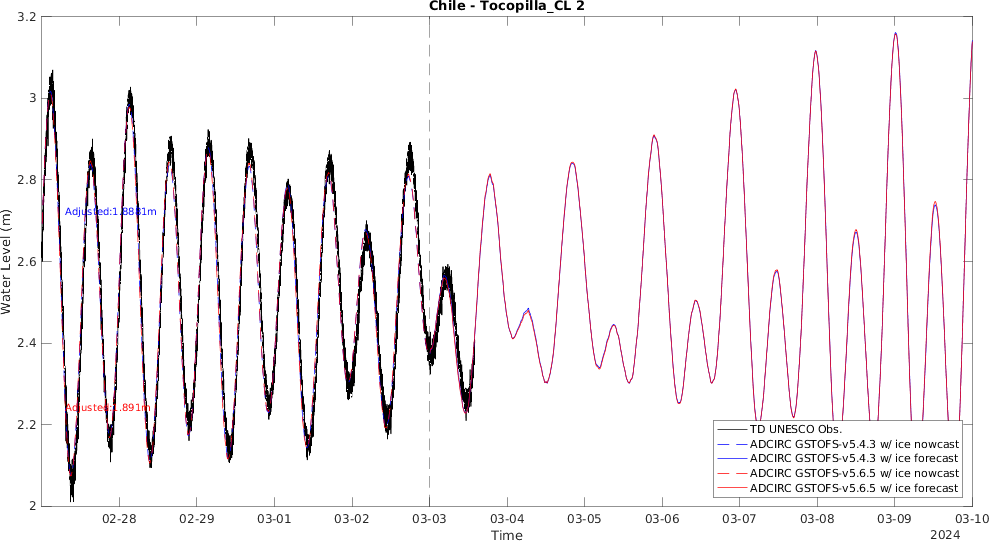 Chile - Tocopilla_CL 2
3.2
3
2.8
2.6
2.4
2.2
2
Water Level (m)
Adjusted:1.8881m
Adjusted:1.891m
TD UNESCO Obs.
ADCIRC GSTOFS-v5.4.3 w/ ice nowcast
ADCIRC GSTOFS-v5.4.3 w/ ice forecast
ADCIRC GSTOFS-v5.6.5 w/ ice nowcast
ADCIRC GSTOFS-v5.6.5 w/ ice forecast
02-28 02-29 03-01 03-02 03-03 03-04 03-05 03-06 03-07 03-08 03-09 03-10
Time
2024